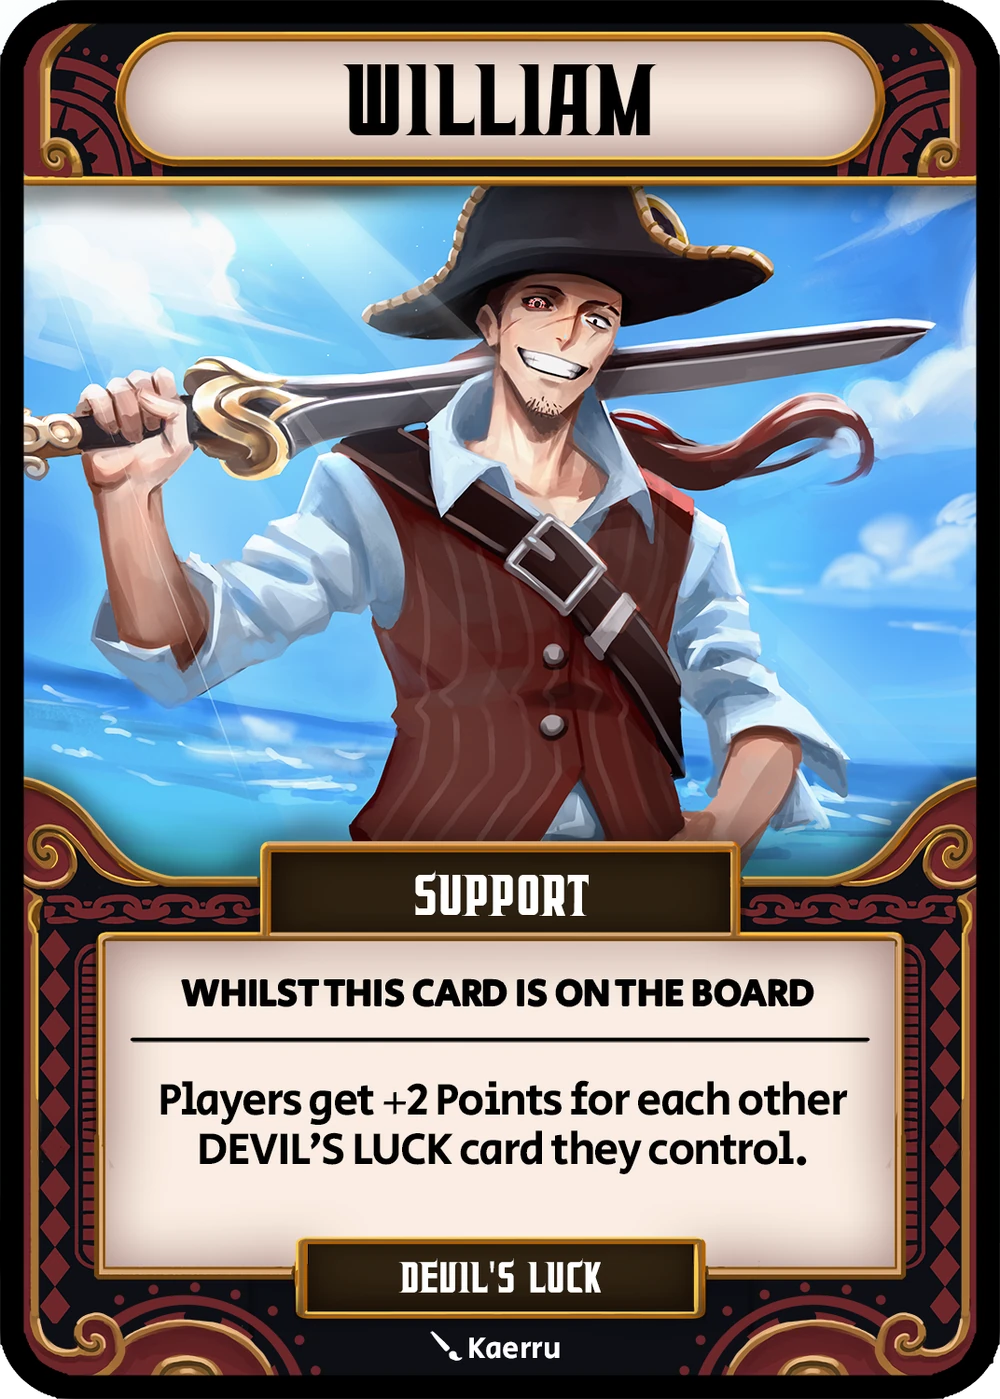 WILLIAM
SUPPORT
WHILST THIS CARD IS ON THE BOARD
Players get +2 Points for each other
DEVIL'S LUCK card they control.
DEVIL'S LUCK
Kaerru